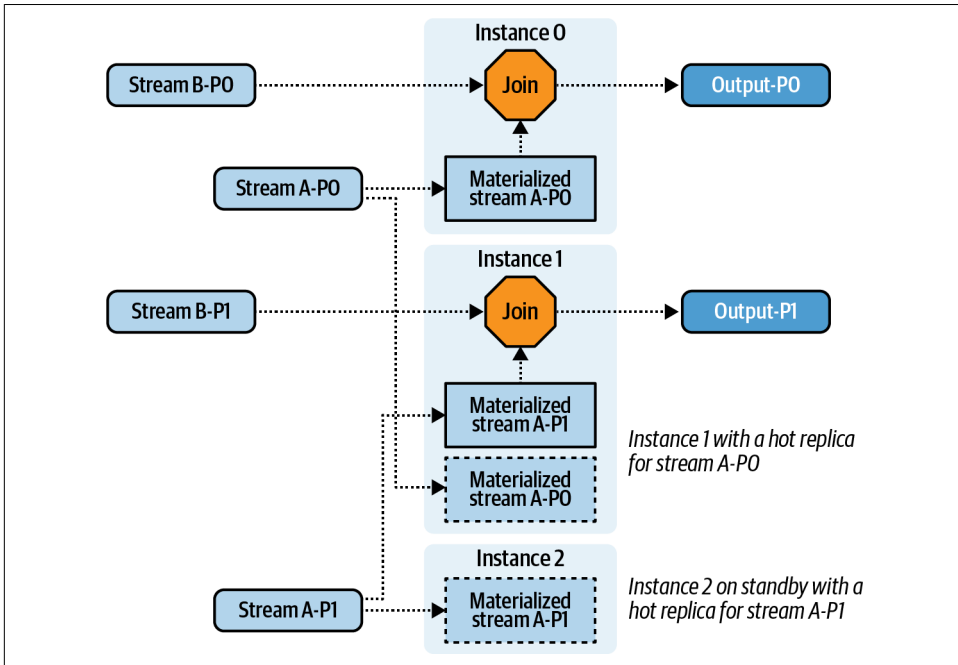 Instance 0
Stream B-P0
Join
Output-P0
Stream A-P0
Materialized
stream A-P0
Instance 1
Stream B-P1
Join
Output-P1
Materialized
stream A-P1
Instance 1 with a hot replica
for stream A-P0
Materialized
stream A-P0
Instance 2
Stream A-P1
Materialized
stream A-P1
Instance 2 on standby with a
hot replica for stream A-P1